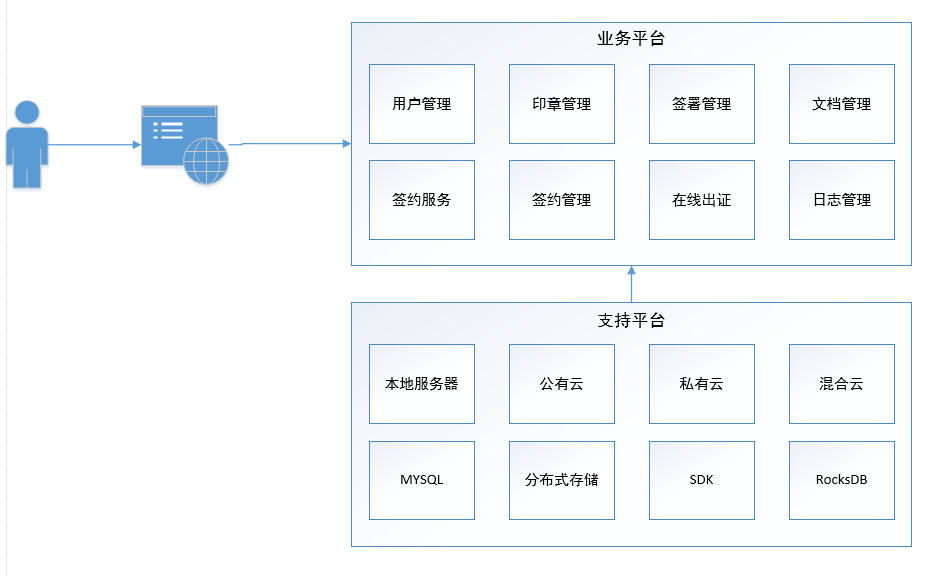 业务平台
用户管理
印章管理
签署管理
文档管理
签约服务
签约管理
在线出证
日志管理
支持平台
本地服务器
公有云
私有云
混合云
MYSQL
分布式存储
SDK
RocksDB